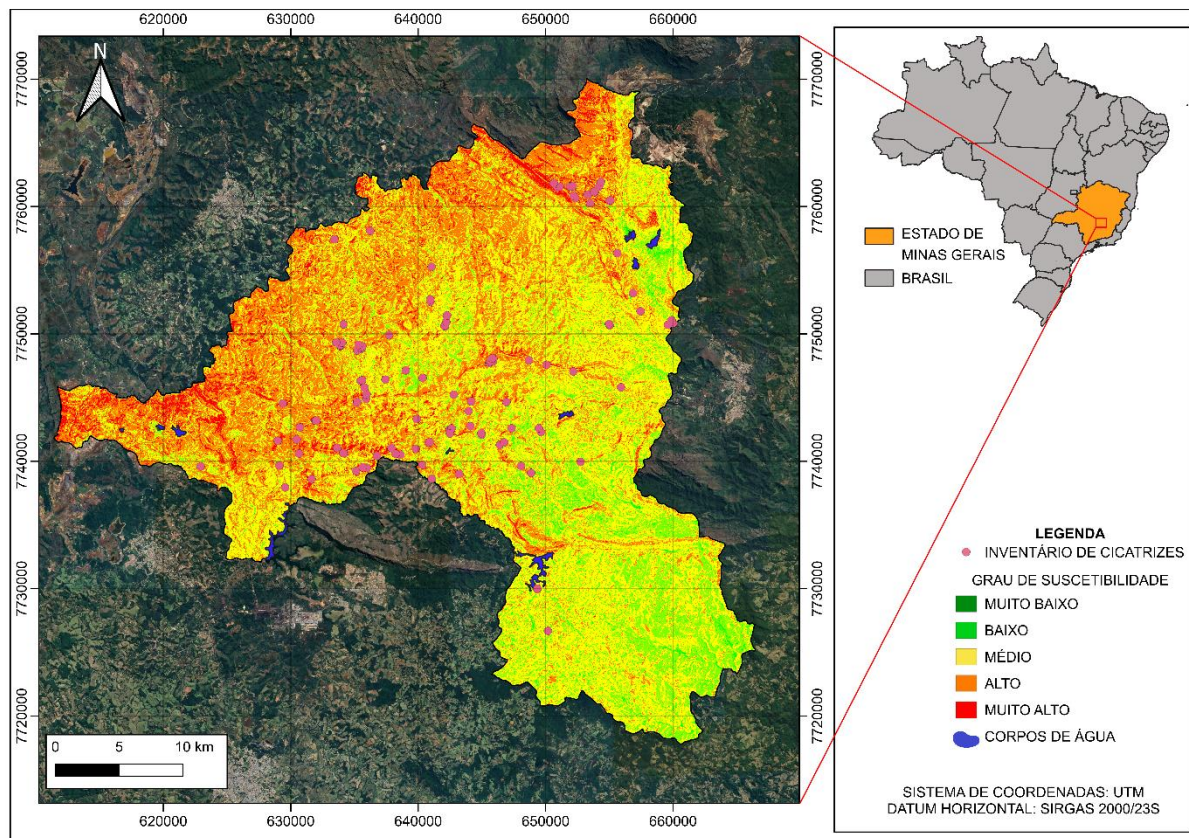 620000 630000 640000 650000 660000
N
7770000
7760000
7750000
7740000
7730000
7720000
7770000
7760000
7750000
7740000
7730000
7720000
0 5 10 km
620000 630000 640000 650000 660000
ESTADO DE
MINAS GERAIS
BRASIL
LEGENDA
INVENTÁRIO DE CICATRIZES
GRAU DE SUSCETIBILIDADE
MUITO BAIXO
BAIXO
MÉDIO
ALTO
MUITO ALTO
CORPOS DE ÁGUA
SISTEMA DE COORDENADAS: UTM
DATUM HORIZONTAL: SIRGAS 2000/23S